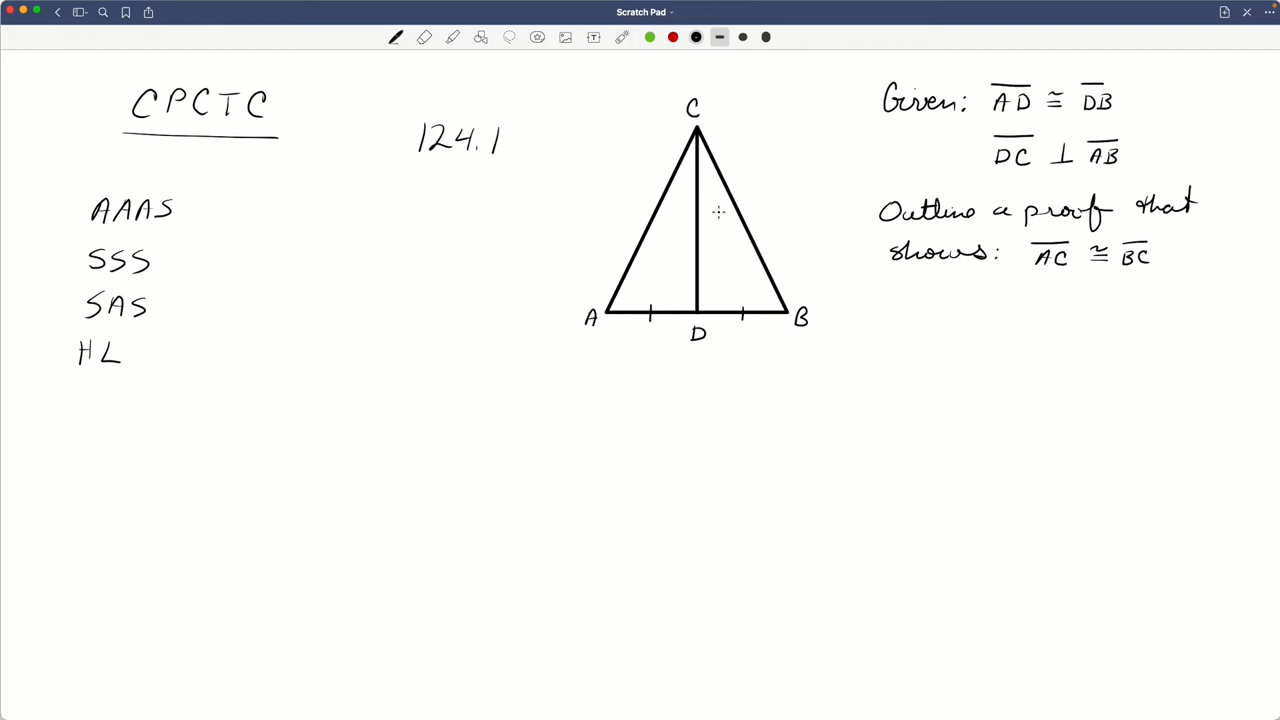 Scratch Pad
CPCTC
124.1
AAAS
SSS
SAS
HL
C
A
D
B
Given: AD ≅ DB
DC ⊥ AB
Outline a proof that
shows: AC ≅ BC